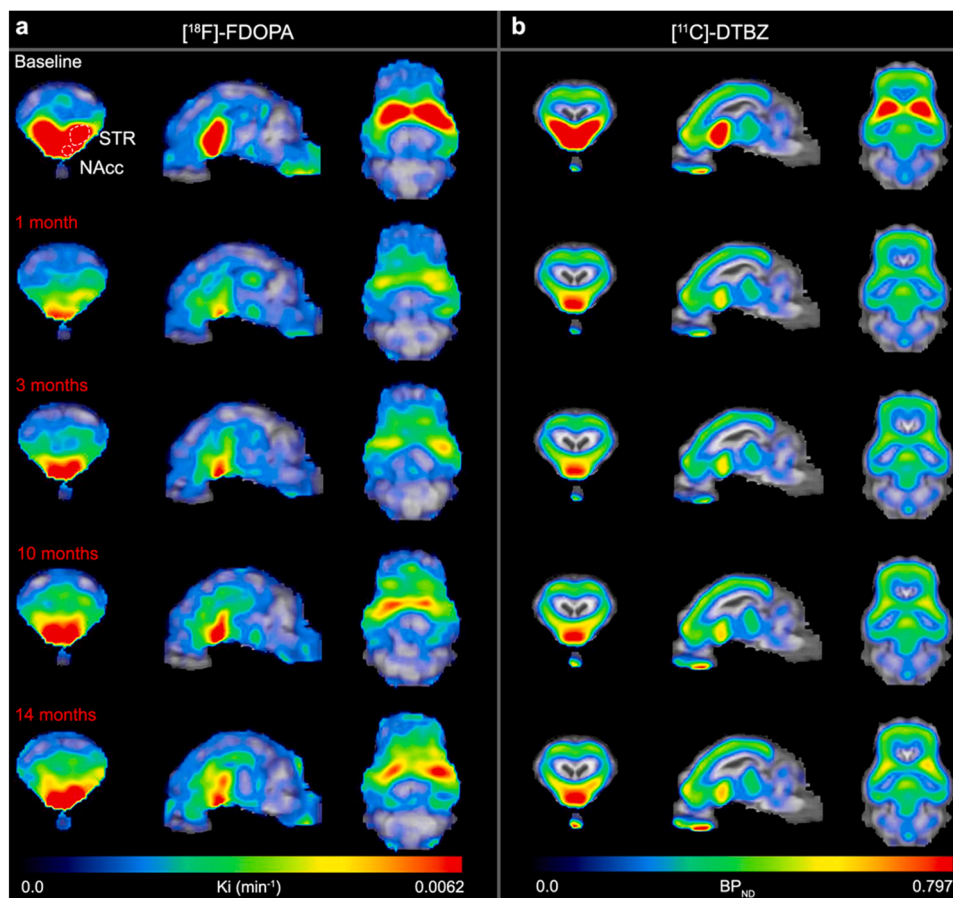 a
[¹⁸F]-FDOPA
b
[¹¹C]-DTBZ
Baseline
STR
NAcc
1 month
3 months
10 months
14 months
0.0 Ki (min⁻¹) 0.0062
0.0 BP_ND 0.797